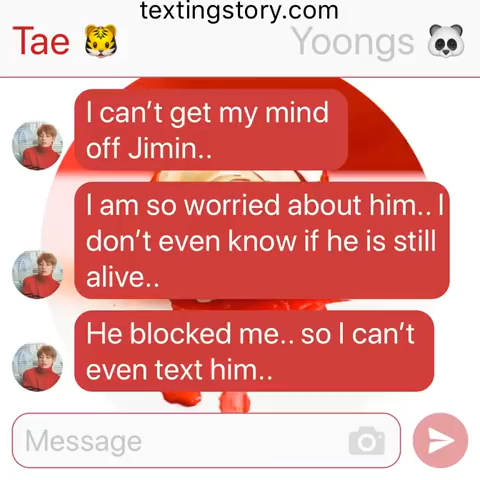 textingstory.com
Tae 🐯 Yoongs 🐼
I can't get my mind
off Jimin..
I am so worried about him.. I
don't even know if he is still
alive..
He blocked me.. so I can't
even text him..
Message